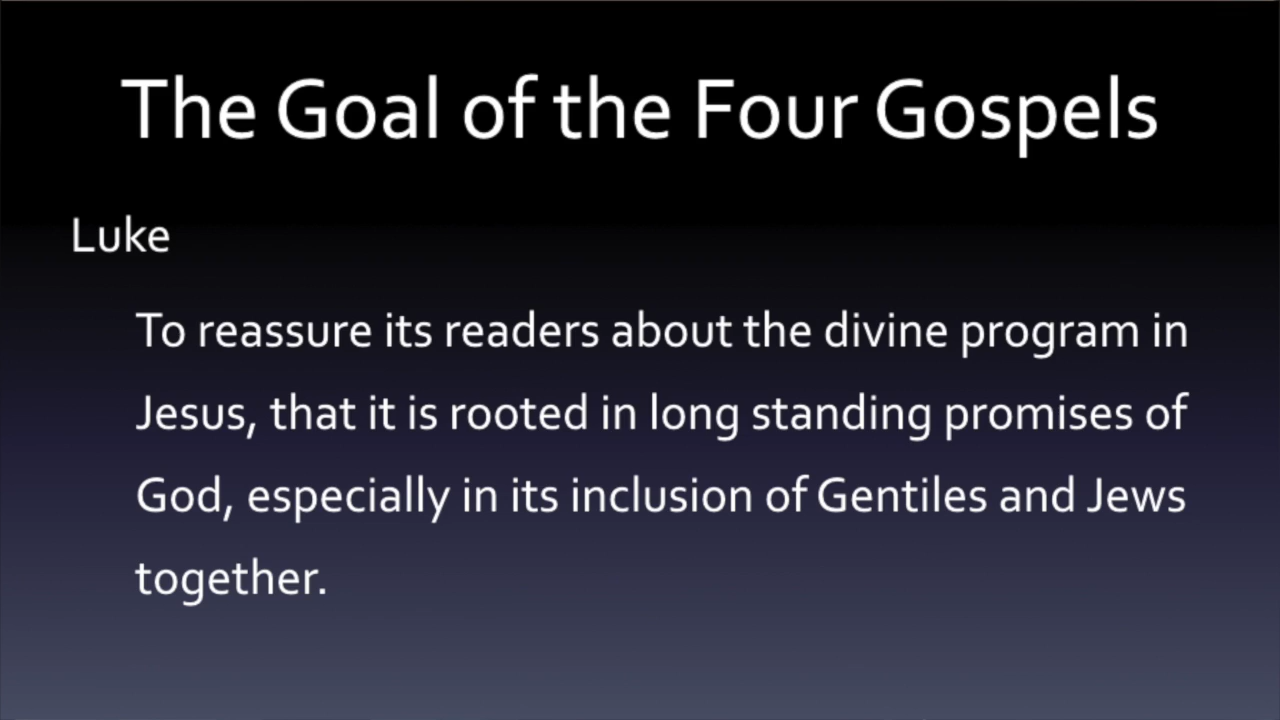 The Goal of the Four Gospels
Luke
To reassure its readers about the divine program in
Jesus, that it is rooted in long standing promises of
God, especially in its inclusion of Gentiles and Jews
together.